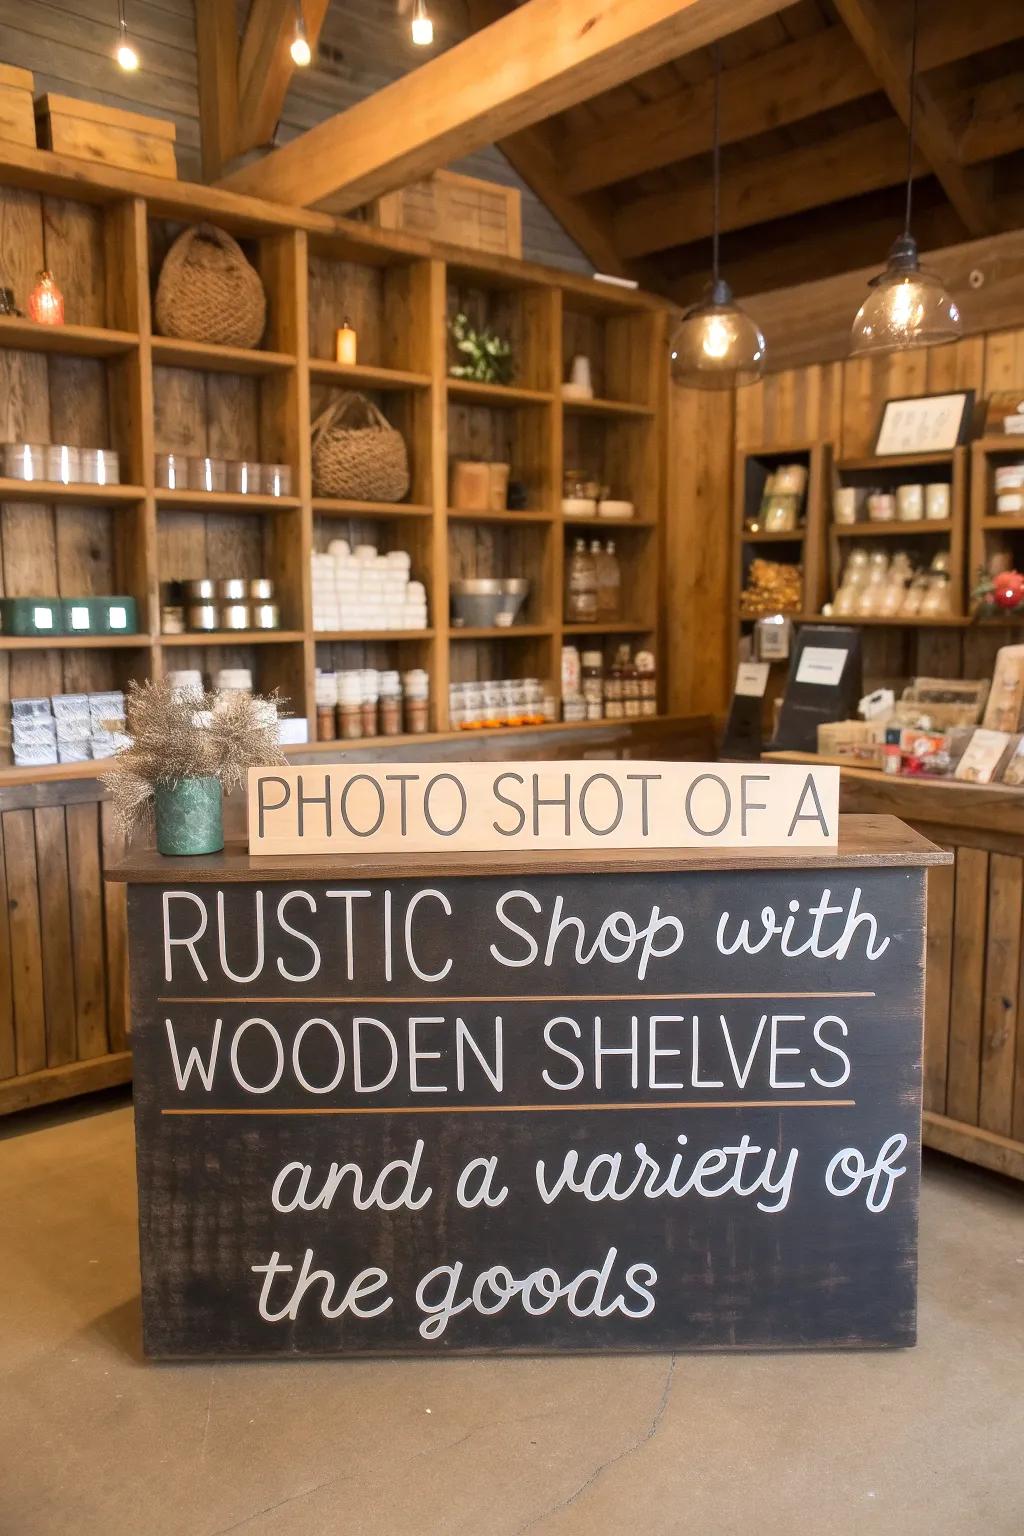 PHOTO SHOT OF A
RUSTIC Shop with
WOODEN SHELVES
and a variety of
the goods